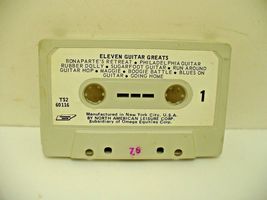 ELEVEN GUITAR GREATS
BONAPARTE'S RETREAT • PHILADELPHIA GUITAR
RUBBER DOLLY • SUGARFOOT GUITAR • RUN AROUND
GUITAR HOP • MAGGIE • BOOGIE BATTLE • BLUES ON
GUITAR • GOING HOME
TS2
60116
1
Manufactured in New York City, U.S.A.
BY NORTH AMERICAN LEISURE CORP.
Subsidiary of Omega Equities Corp.